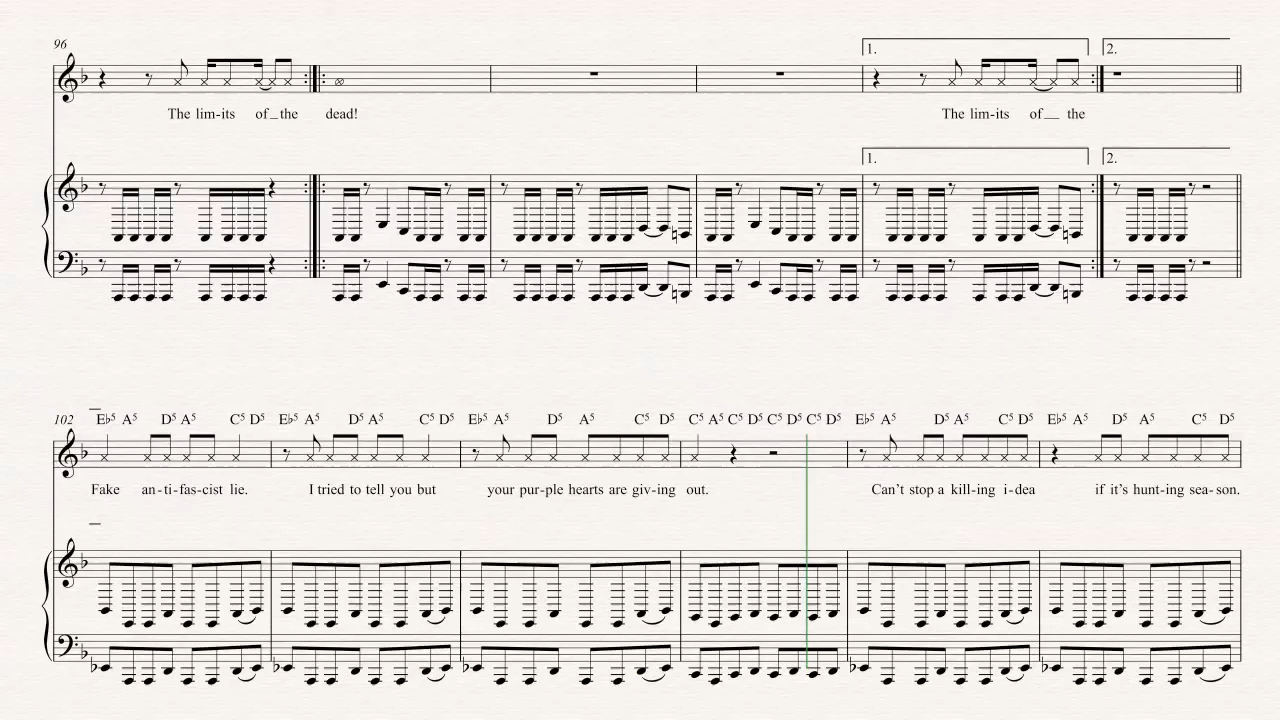 96
1. 2.
The lim-its of_the dead! The lim-its of__ the
1. 2.
102 E♭5 A5 D5 A5 C5 D5 E♭5 A5 D5 A5 C5 D5 E♭5 A5 D5 A5 C5 D5 C5 A5 C5 D5 C5 D5 C5 D5 E♭5 A5 D5 A5 C5 D5 E♭5 A5 D5 A5 C5 D5
Fake an-ti-fas-cist lie. I tried to tell you but your pur-ple hearts are giv-ing out. Can't stop a kill-ing i-dea if it's hunt-ing sea-son.